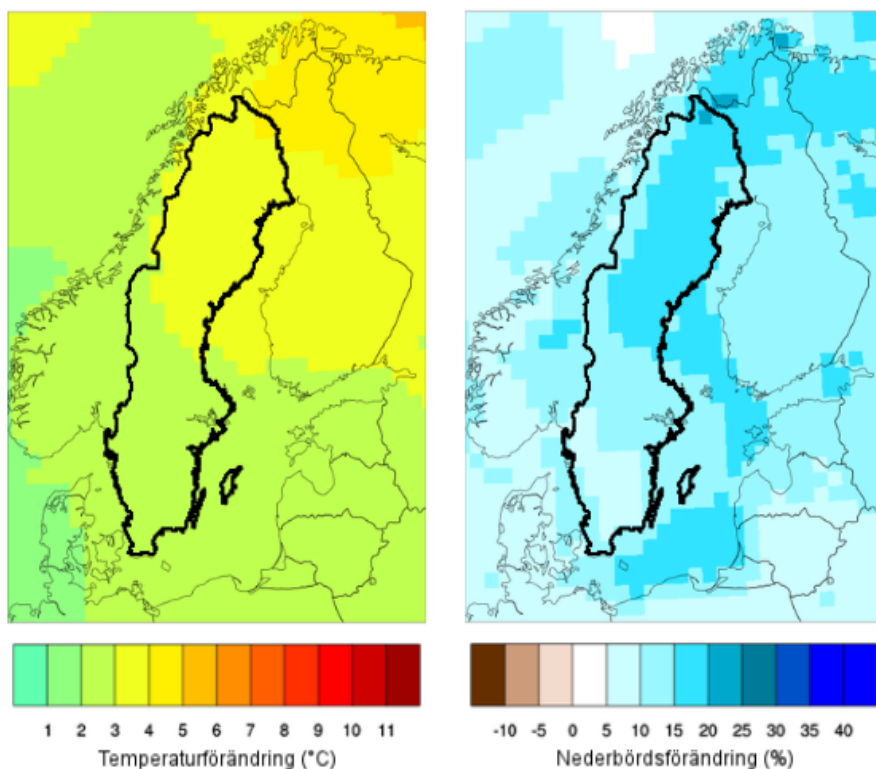 1 2 3 4 5 6 7 8 9 10 11
Temperaturförändring (°C)
-10 -5 0 5 10 15 20 25 30 35 40
Nederbördsförändring (%)